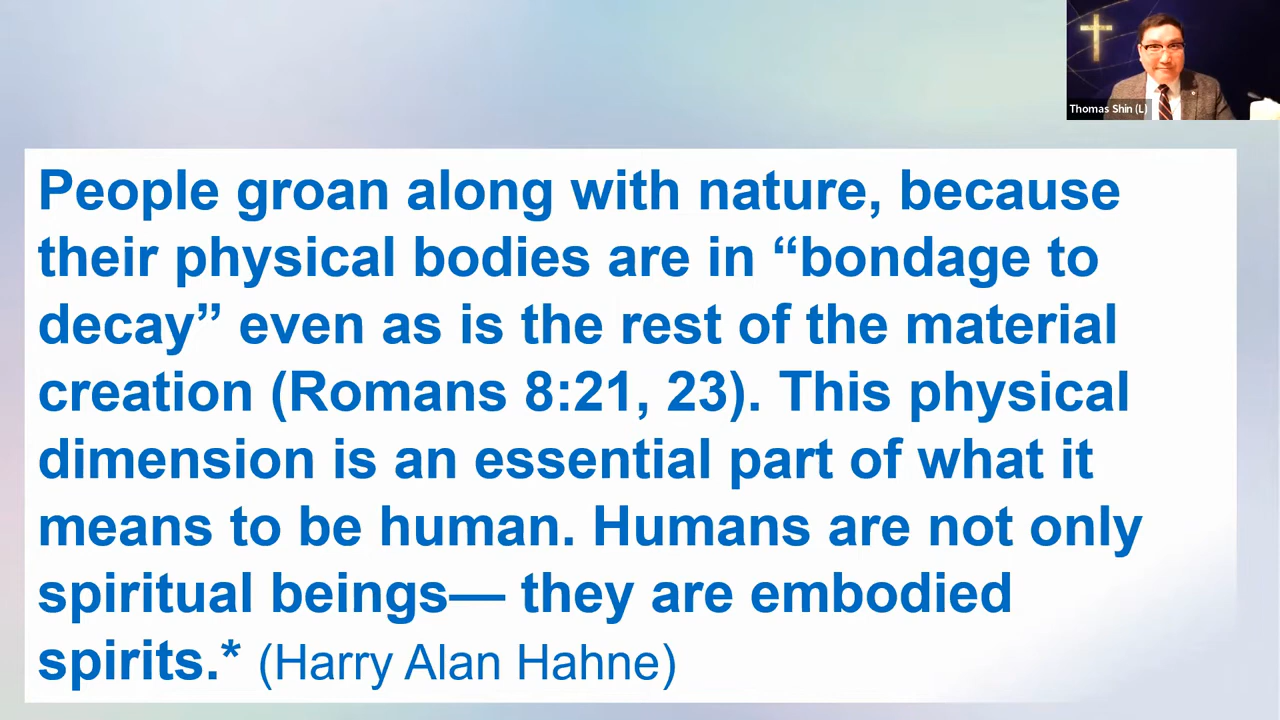 Thomas Shin (L)
People groan along with nature, because
their physical bodies are in “bondage to
decay” even as is the rest of the material
creation (Romans 8:21, 23). This physical
dimension is an essential part of what it
means to be human. Humans are not only
spiritual beings— they are embodied
spirits.* (Harry Alan Hahne)